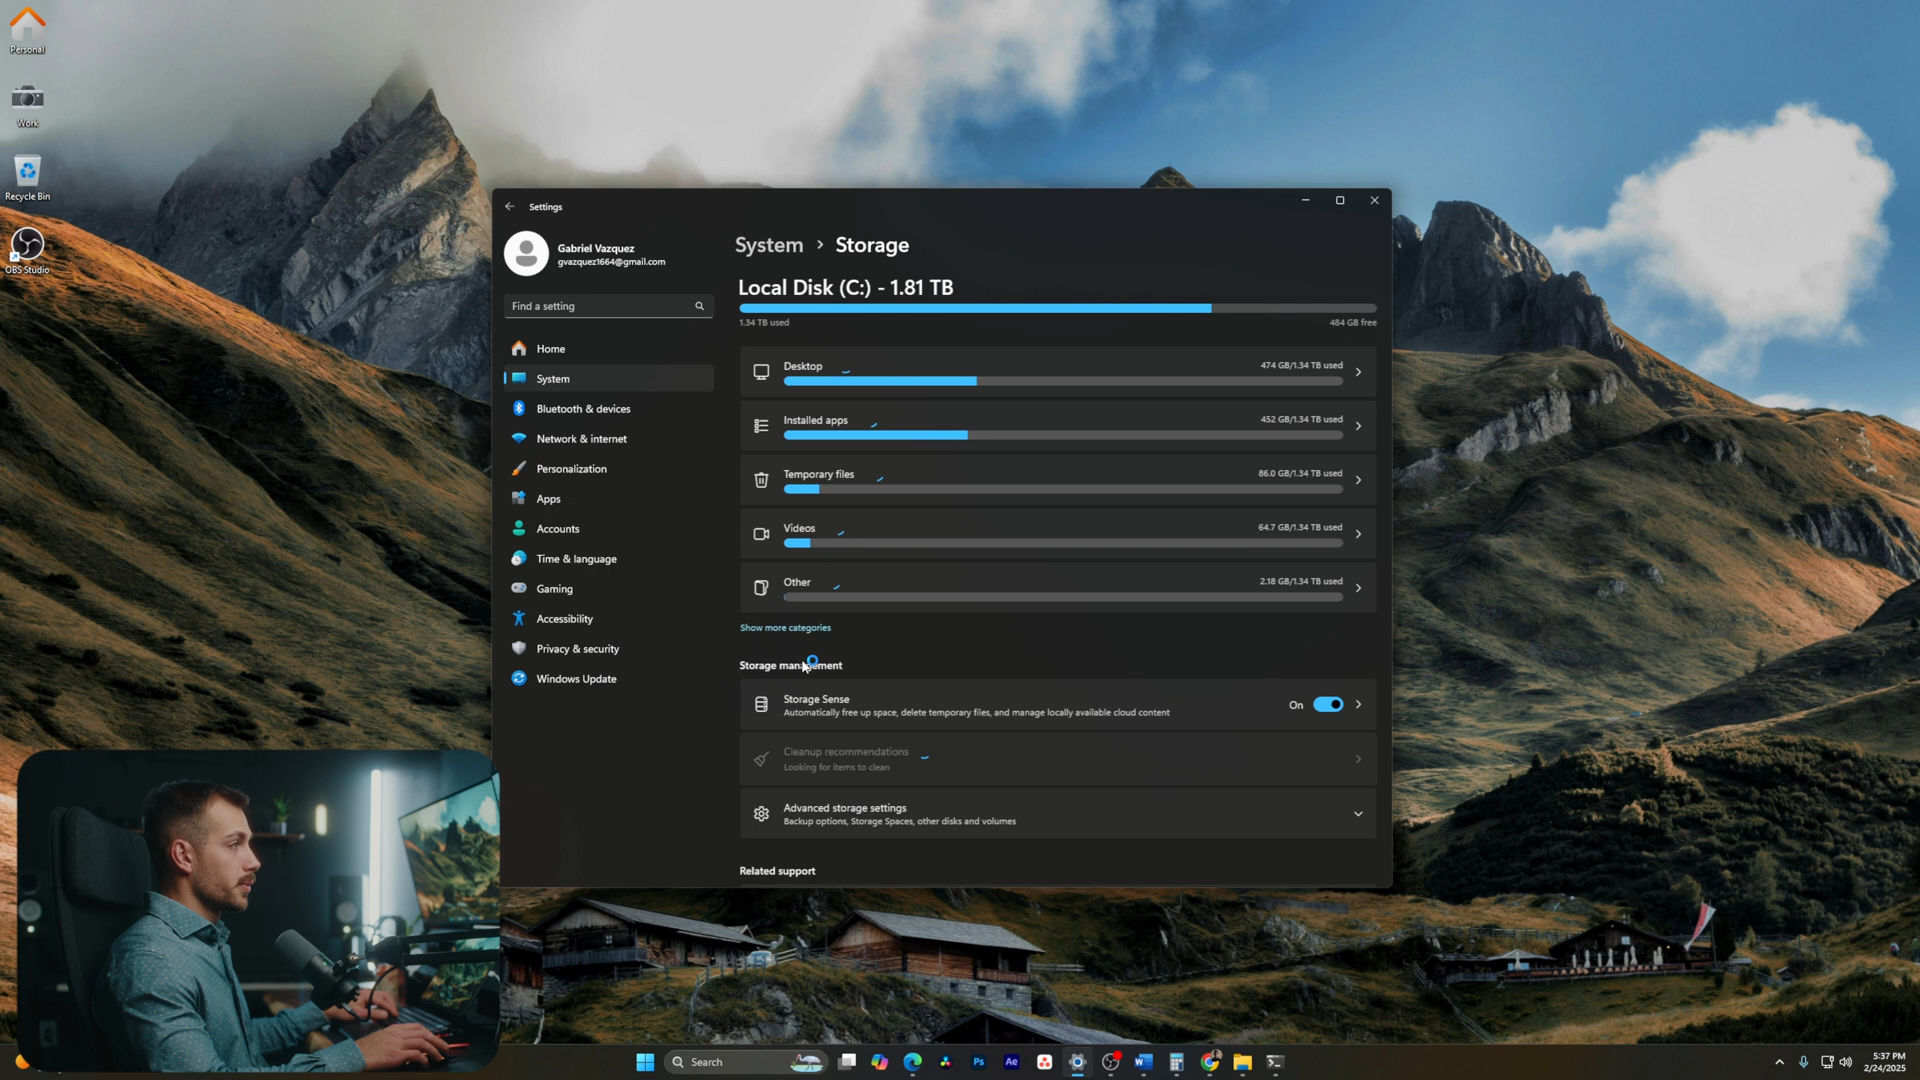 Personal
Work
Recycle Bin
OBS Studio
Settings
Gabriel Vazquez
gvazquez1664@gmail.com
Find a setting
Home
System
Bluetooth & devices
Network & internet
Personalization
Apps
Accounts
Time & language
Gaming
Accessibility
Privacy & security
Windows Update
System > Storage
Local Disk (C:) - 1.81 TB
1.34 TB used
484 GB free
Desktop
474 GB/1.34 TB used
Installed apps
452 GB/1.34 TB used
Temporary files
86.0 GB/1.34 TB used
Videos
64.7 GB/1.34 TB used
Other
2.18 GB/1.34 TB used
Show more categories
Storage management
Storage Sense
Automatically free up space, delete temporary files, and manage locally available cloud content
On
Cleanup recommendations
Looking for items to clean
Advanced storage settings
Backup options, Storage Spaces, other disks and volumes
Related support
Search
Ps
Ae
W
5:37 PM
2/24/2025